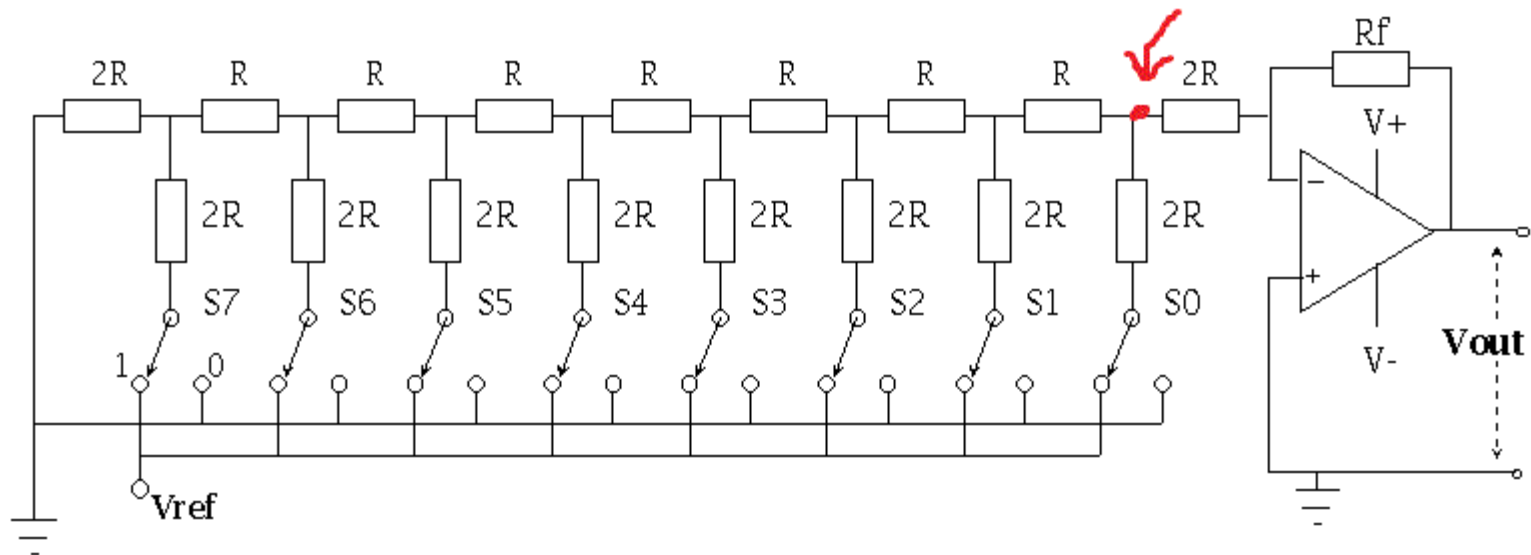 Rf
2R R R R R R R R 2R
V+
−
2R 2R 2R 2R 2R 2R 2R 2R
+
S7 S6 S5 S4 S3 S2 S1 S0
V-
Vout
1 0
Vref